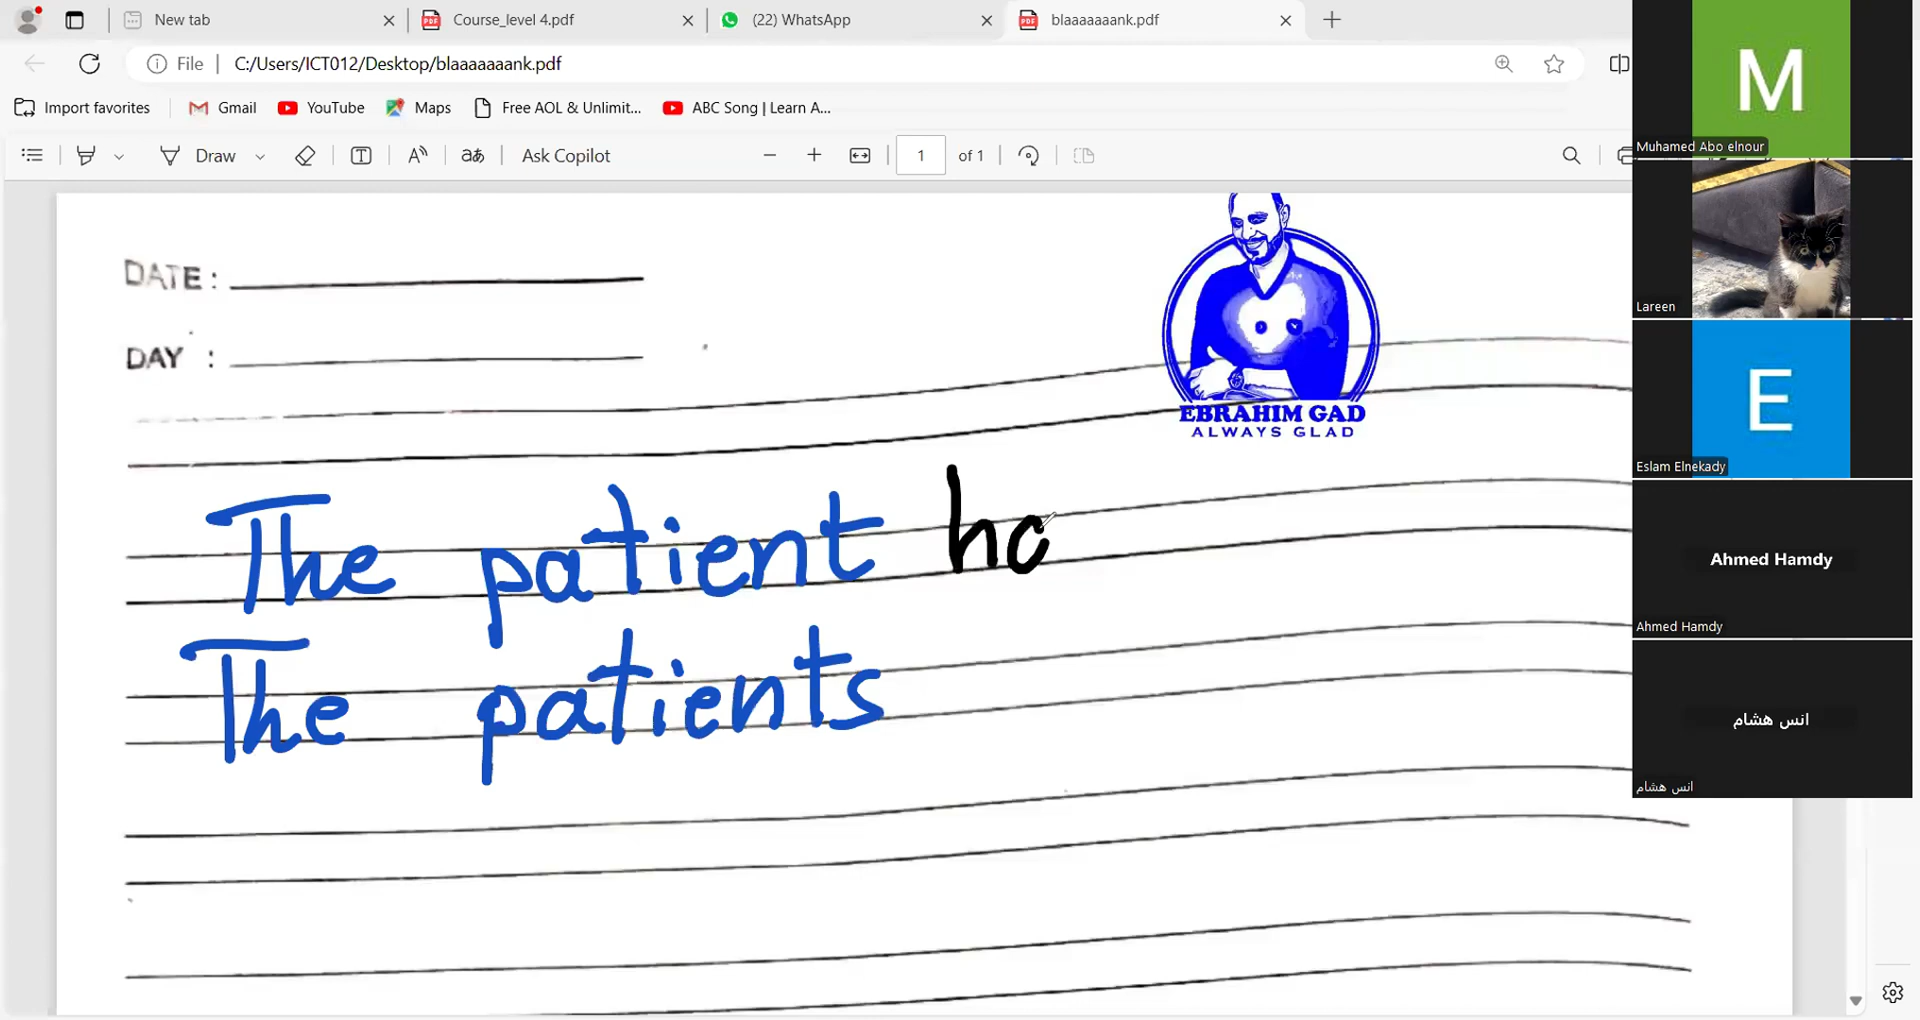 New tab
Course_level 4.pdf
(22) WhatsApp
blaaaaaaank.pdf
File
C:/Users/ICT012/Desktop/blaaaaaaank.pdf
Import favorites
Gmail
YouTube
Maps
Free AOL & Unlimit...
ABC Song | Learn A...
Draw
aあ
Ask Copilot
1 of 1
DATE :
DAY :
EBRAHIM GAD
ALWAYS GLAD
The patient ha
The patients
M
Muhamed Abo elnour
Lareen
E
Eslam Elnekady
Ahmed Hamdy
Ahmed Hamdy
انس هشام
انس هشام